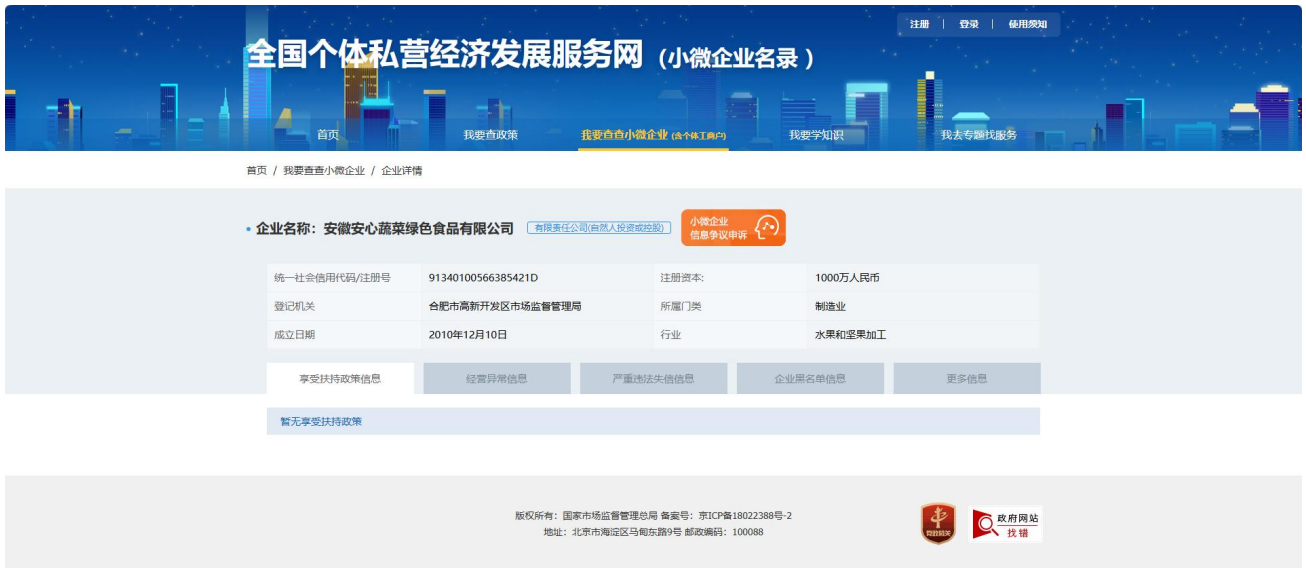 注册 | 登录 | 使用须知
全国个体私营经济发展服务网（小微企业名录）
首页 我要查政策 我要查查小微企业 (含个体工商户) 我要学知识 我去专题找服务
首页 / 我要查查小微企业 / 企业详情
企业名称：安徽安心蔬菜绿色食品有限公司 有限责任公司(自然人投资或控股) 小微企业
信息争议申诉
统一社会信用代码/注册号 91340100566385421D 注册资本: 1000万人民币
登记机关 合肥市高新开发区市场监督管理局 所属门类 制造业
成立日期 2010年12月10日 行业 水果和坚果加工
享受扶持政策信息 经营异常信息 严重违法失信信息 企业黑名单信息 更多信息
暂无享受扶持政策
版权所有：国家市场监督管理总局 备案号：京ICP备18022388号-2
地址：北京市海淀区马甸东路9号 邮政编码：100088
党政机关
政府网站
找错